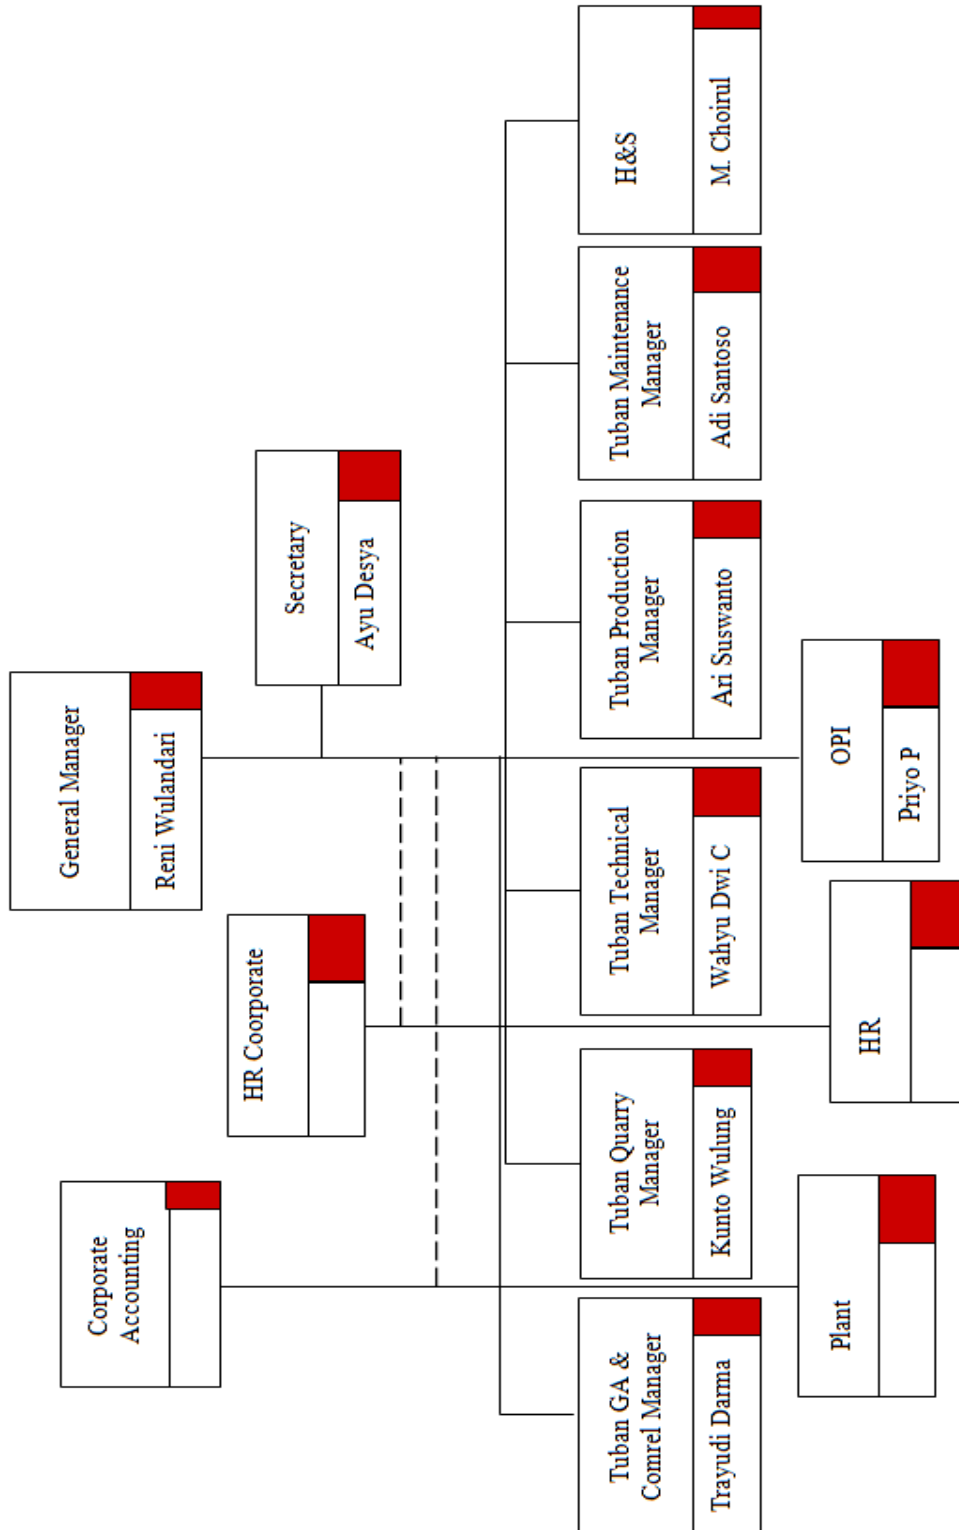 General Manager
Reni Wulandari
Secretary
Ayu Desya
Corporate
Accounting
HR Coorporate
Tuban GA &
Comrel Manager
Trayudi Darma
Tuban Quarry
Manager
Kunto Wulung
Tuban Technical
Manager
Wahyu Dwi C
Tuban Production
Manager
Ari Suswanto
Tuban Maintenance
Manager
Adi Santoso
H&S
M. Choirul
Plant
HR
OPI
Priyo P